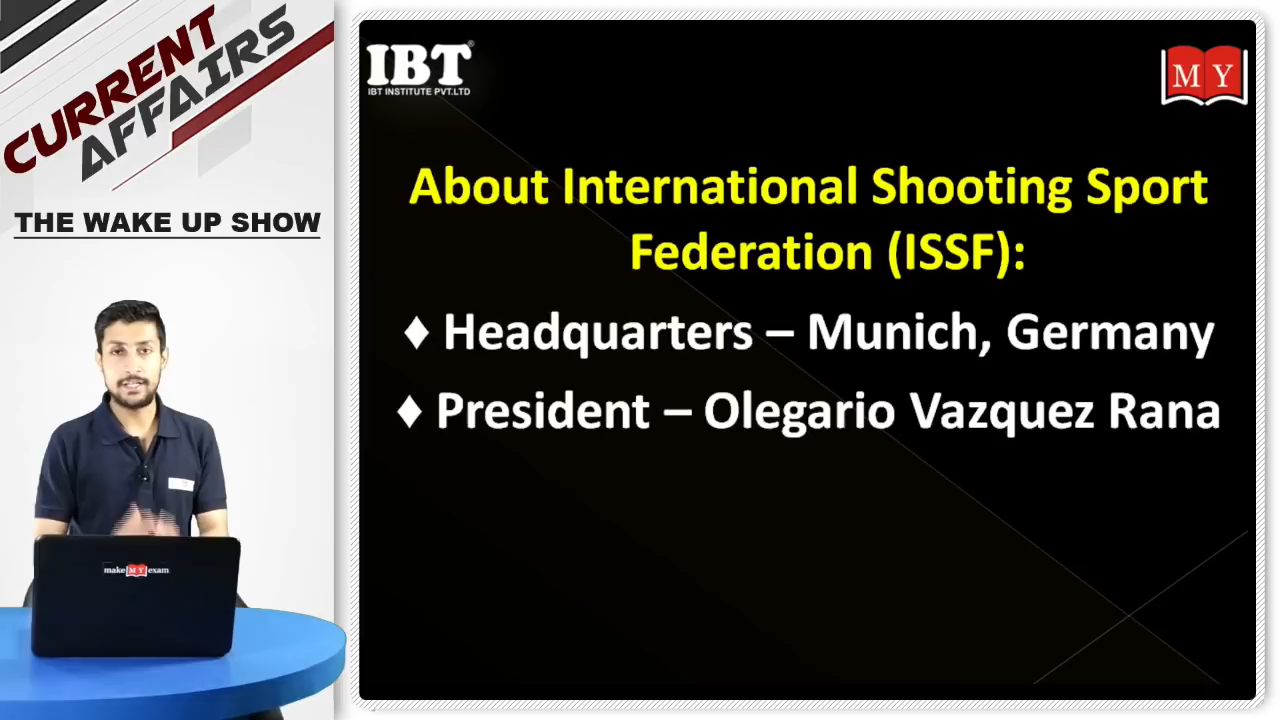 CURRENT
AFFAIRS
THE WAKE UP SHOW
make MY exam
IBT®
IBT INSTITUTE PVT.LTD
M Y
About International Shooting Sport
Federation (ISSF):
♦ Headquarters – Munich, Germany
♦ President – Olegario Vazquez Rana